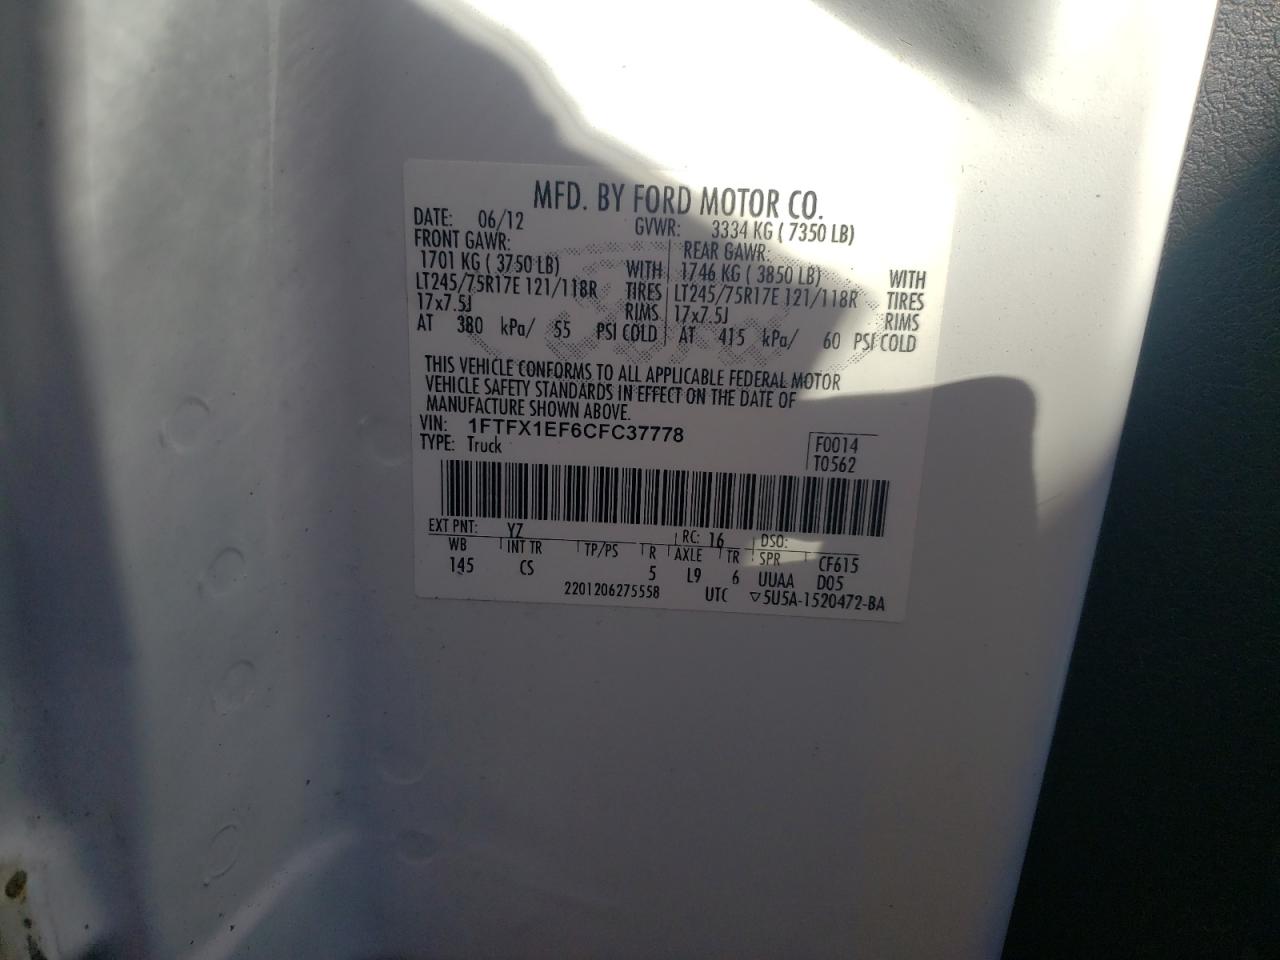 MFD. BY FORD MOTOR CO.
DATE: 06/12 GVWR: 3334 KG ( 7350 LB)
FRONT GAWR: REAR GAWR:
1701 KG ( 3750 LB) WITH 1746 KG ( 3850 LB) WITH
LT245/75R17E 121/118R TIRES LT245/75R17E 121/118R TIRES
17x7.5J RIMS 17x7.5J RIMS
AT 380 kPa/ 55 PSI COLD AT 415 kPa/ 60 PSI COLD
THIS VEHICLE CONFORMS TO ALL APPLICABLE FEDERAL MOTOR
VEHICLE SAFETY STANDARDS IN EFFECT ON THE DATE OF
MANUFACTURE SHOWN ABOVE.
VIN: 1FTFX1EF6CFC37778 F0014
TYPE: Truck T0562
EXT PNT: YZ RC: 16 DSO:
WB INT TR TP/PS R AXLE TR SPR CF615
145 CS 5 L9 6 UUAA D05
2201206275558 UTC ▽5U5A-1520472-BA